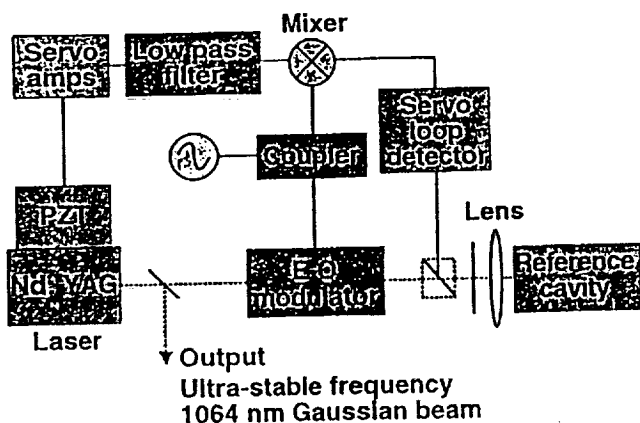 Mixer
Servo
amps
Low pass
filter
Servo
loop
detector
Coupler
Lens
PZT
Nd: YAG
E-O
modulator
Reference
cavity
Laser
Output
Ultra-stable frequency
1064 nm Gaussian beam